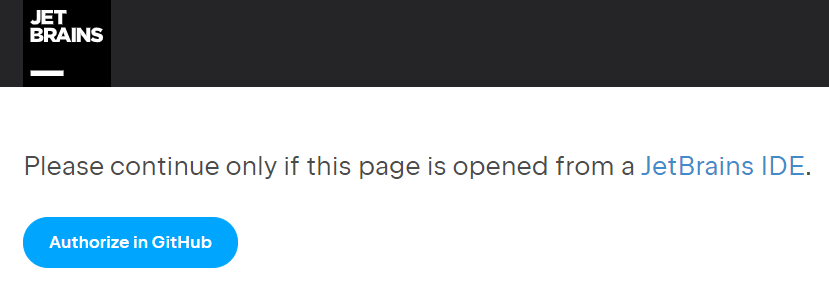 JET
BRAINS
Please continue only if this page is opened from a JetBrains IDE.
Authorize in GitHub